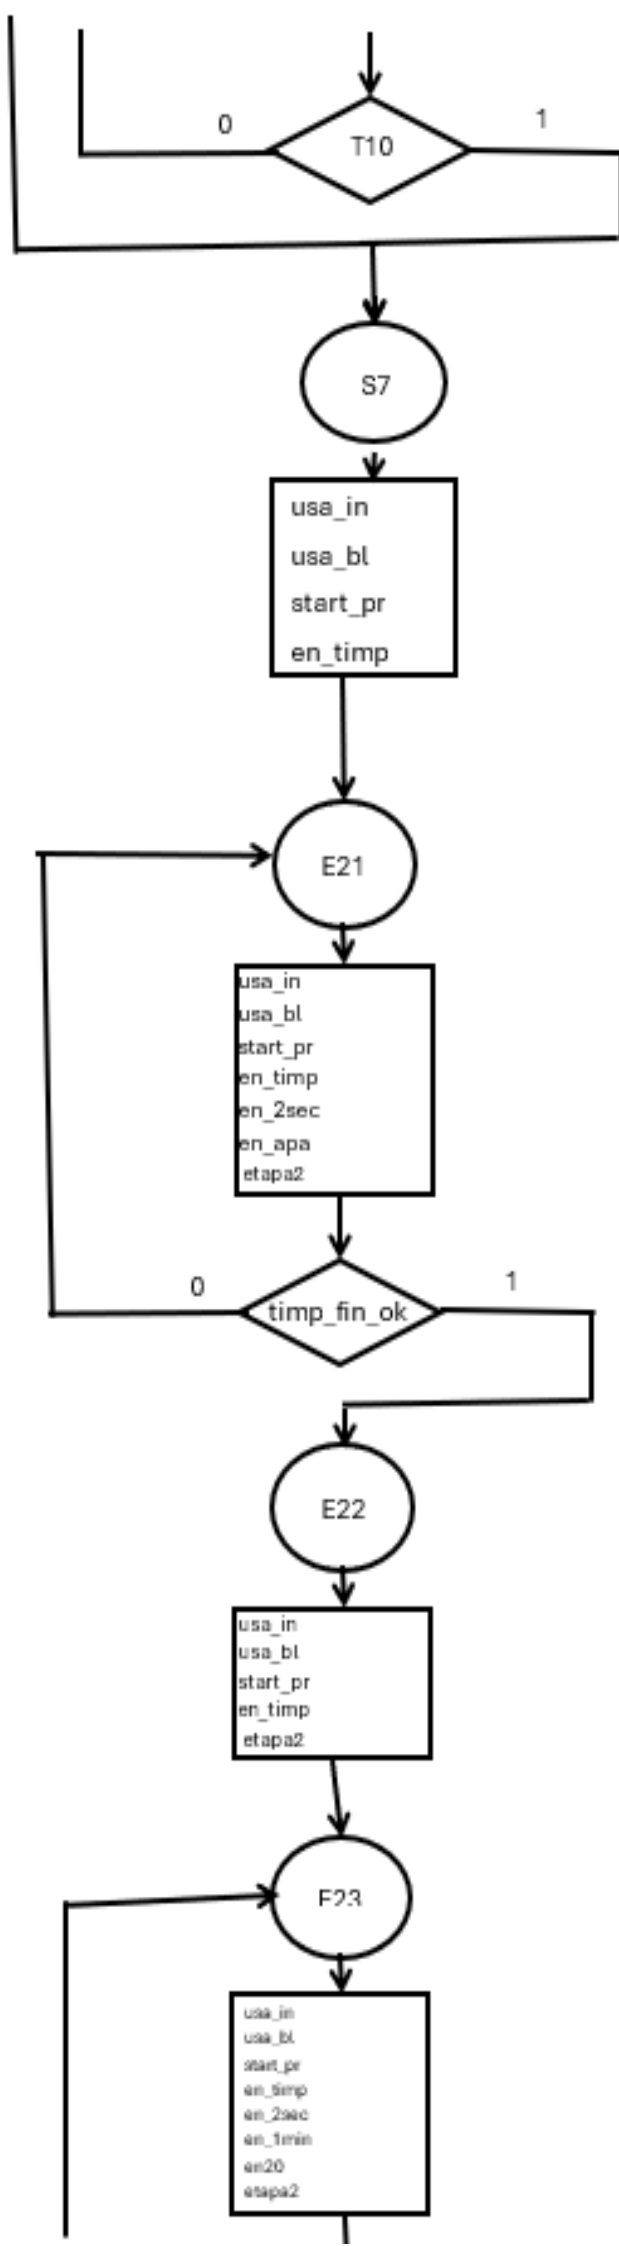 0
1
T10
S7
usa_in
usa_bl
start_pr
en_timp
E21
usa_in
usa_bl
start_pr
en_timp
en_2sec
en_apa
etapa2
0
1
timp_fin_ok
E22
usa_in
usa_bl
start_pr
en_timp
etapa2
E23
usa_in
usa_bl
start_pr
en_timp
en_2sec
en_1min
en20
etapa2